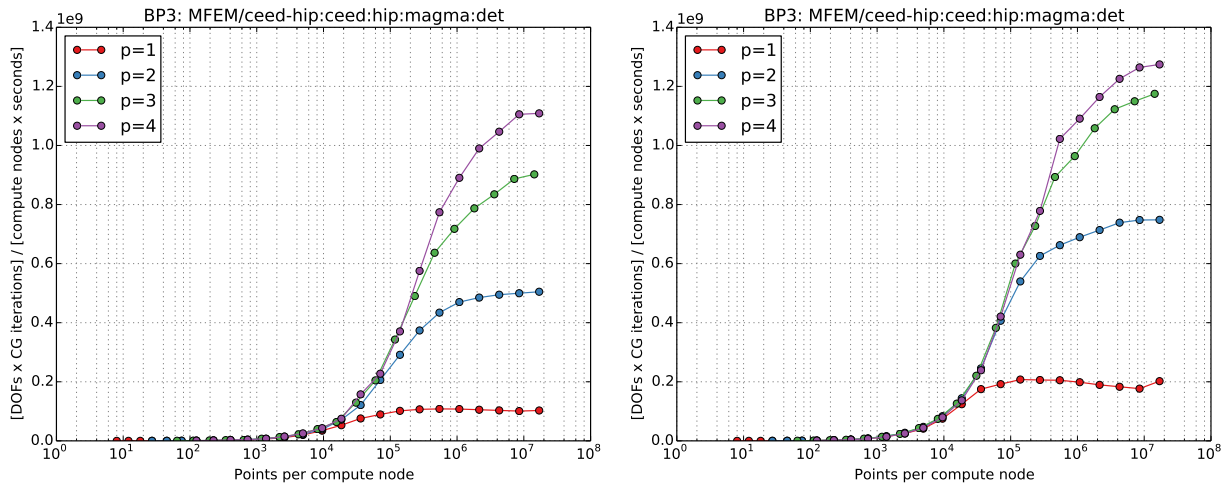 BP3: MFEM/ceed-hip:ceed:hip:magma:det
1e9
1.4
1.2
1.0
0.8
0.6
0.4
0.2
0.0
[DOFs x CG iterations] / [compute nodes x seconds]
p=1
p=2
p=3
p=4
10^0 10^1 10^2 10^3 10^4 10^5 10^6 10^7 10^8
Points per compute node
BP3: MFEM/ceed-hip:ceed:hip:magma:det
1e9
1.4
1.2
1.0
0.8
0.6
0.4
0.2
0.0
[DOFs x CG iterations] / [compute nodes x seconds]
p=1
p=2
p=3
p=4
10^0 10^1 10^2 10^3 10^4 10^5 10^6 10^7 10^8
Points per compute node